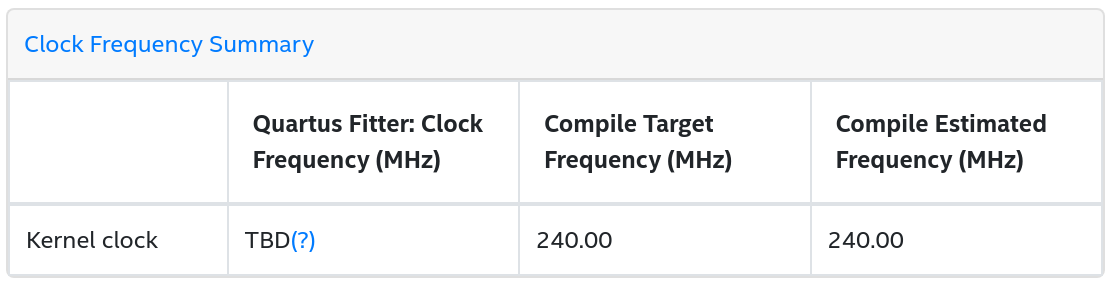 Clock Frequency Summary
Quartus Fitter: Clock Frequency (MHz)
Compile Target Frequency (MHz)
Compile Estimated Frequency (MHz)
Kernel clock
TBD(?)
240.00
240.00